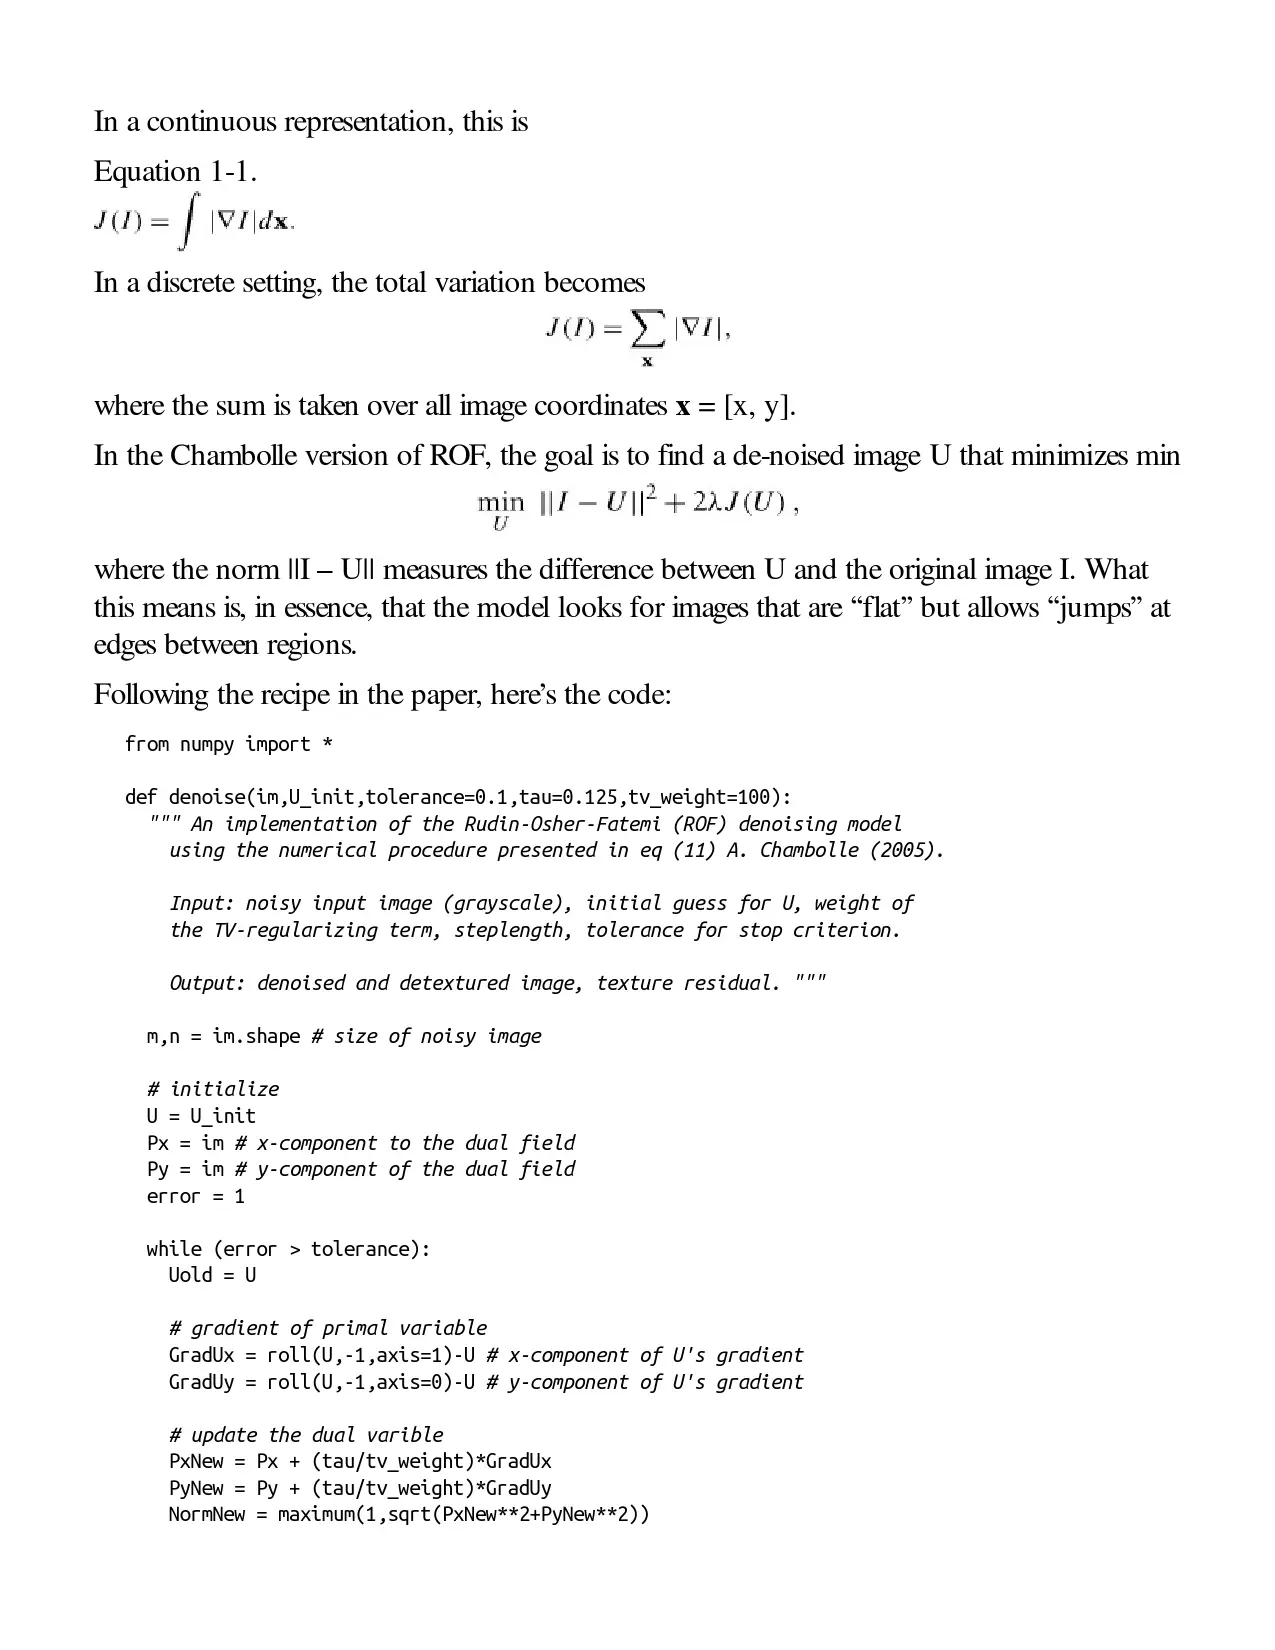 In a continuous representation, this is
Equation 1-1.
J(I) = ∫ |∇I|dx.
In a discrete setting, the total variation becomes
J(I) = ∑ |∇I|,
x
where the sum is taken over all image coordinates x = [x, y].
In the Chambolle version of ROF, the goal is to find a de-noised image U that minimizes min
min ||I − U||² + 2λJ(U) ,
U
where the norm ||I – U|| measures the difference between U and the original image I. What
this means is, in essence, that the model looks for images that are “flat” but allows “jumps” at
edges between regions.
Following the recipe in the paper, here’s the code:
from numpy import *
def denoise(im,U_init,tolerance=0.1,tau=0.125,tv_weight=100):
""" An implementation of the Rudin-Osher-Fatemi (ROF) denoising model
using the numerical procedure presented in eq (11) A. Chambolle (2005).
Input: noisy input image (grayscale), initial guess for U, weight of
the TV-regularizing term, steplength, tolerance for stop criterion.
Output: denoised and detextured image, texture residual. """
m,n = im.shape # size of noisy image
# initialize
U = U_init
Px = im # x-component to the dual field
Py = im # y-component of the dual field
error = 1
while (error > tolerance):
Uold = U
# gradient of primal variable
GradUx = roll(U,-1,axis=1)-U # x-component of U's gradient
GradUy = roll(U,-1,axis=0)-U # y-component of U's gradient
# update the dual varible
PxNew = Px + (tau/tv_weight)*GradUx
PyNew = Py + (tau/tv_weight)*GradUy
NormNew = maximum(1,sqrt(PxNew**2+PyNew**2))